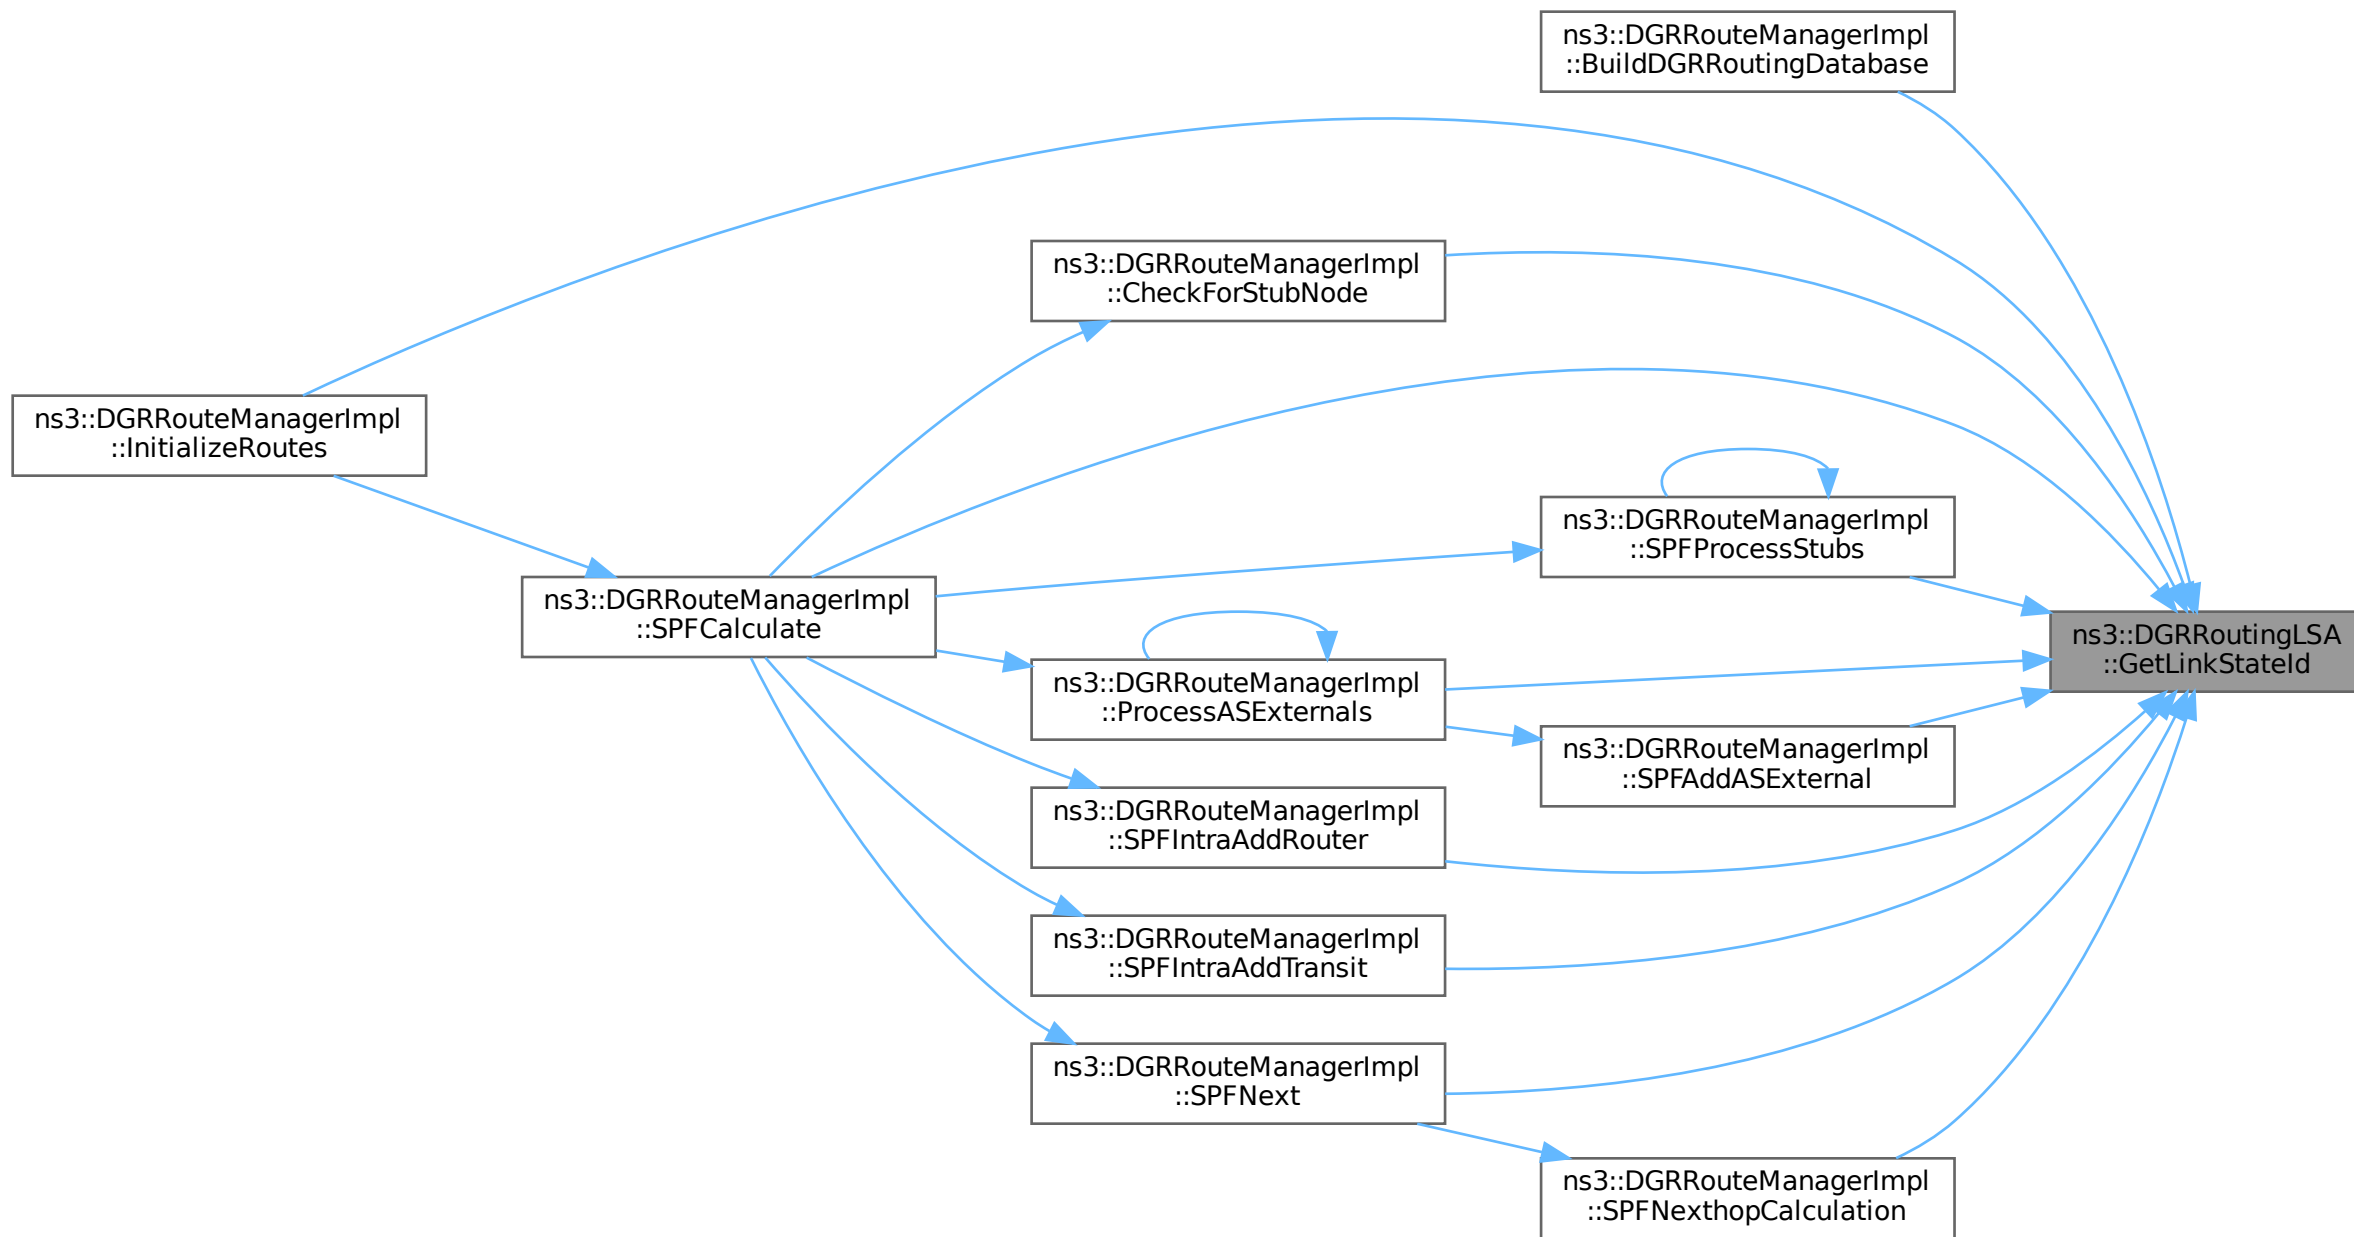 ns3::DGRRouteManagerImpl
::BuildDGRRoutingDatabase
ns3::DGRRouteManagerImpl
::CheckForStubNode
ns3::DGRRouteManagerImpl
::InitializeRoutes
ns3::DGRRouteManagerImpl
::SPFProcessStubs
ns3::DGRRouteManagerImpl
::SPFCalculate
ns3::DGRRoutingLSA
::GetLinkStateId
ns3::DGRRouteManagerImpl
::ProcessASExternals
ns3::DGRRouteManagerImpl
::SPFAddASExternal
ns3::DGRRouteManagerImpl
::SPFIntraAddRouter
ns3::DGRRouteManagerImpl
::SPFIntraAddTransit
ns3::DGRRouteManagerImpl
::SPFNext
ns3::DGRRouteManagerImpl
::SPFNexthopCalculation